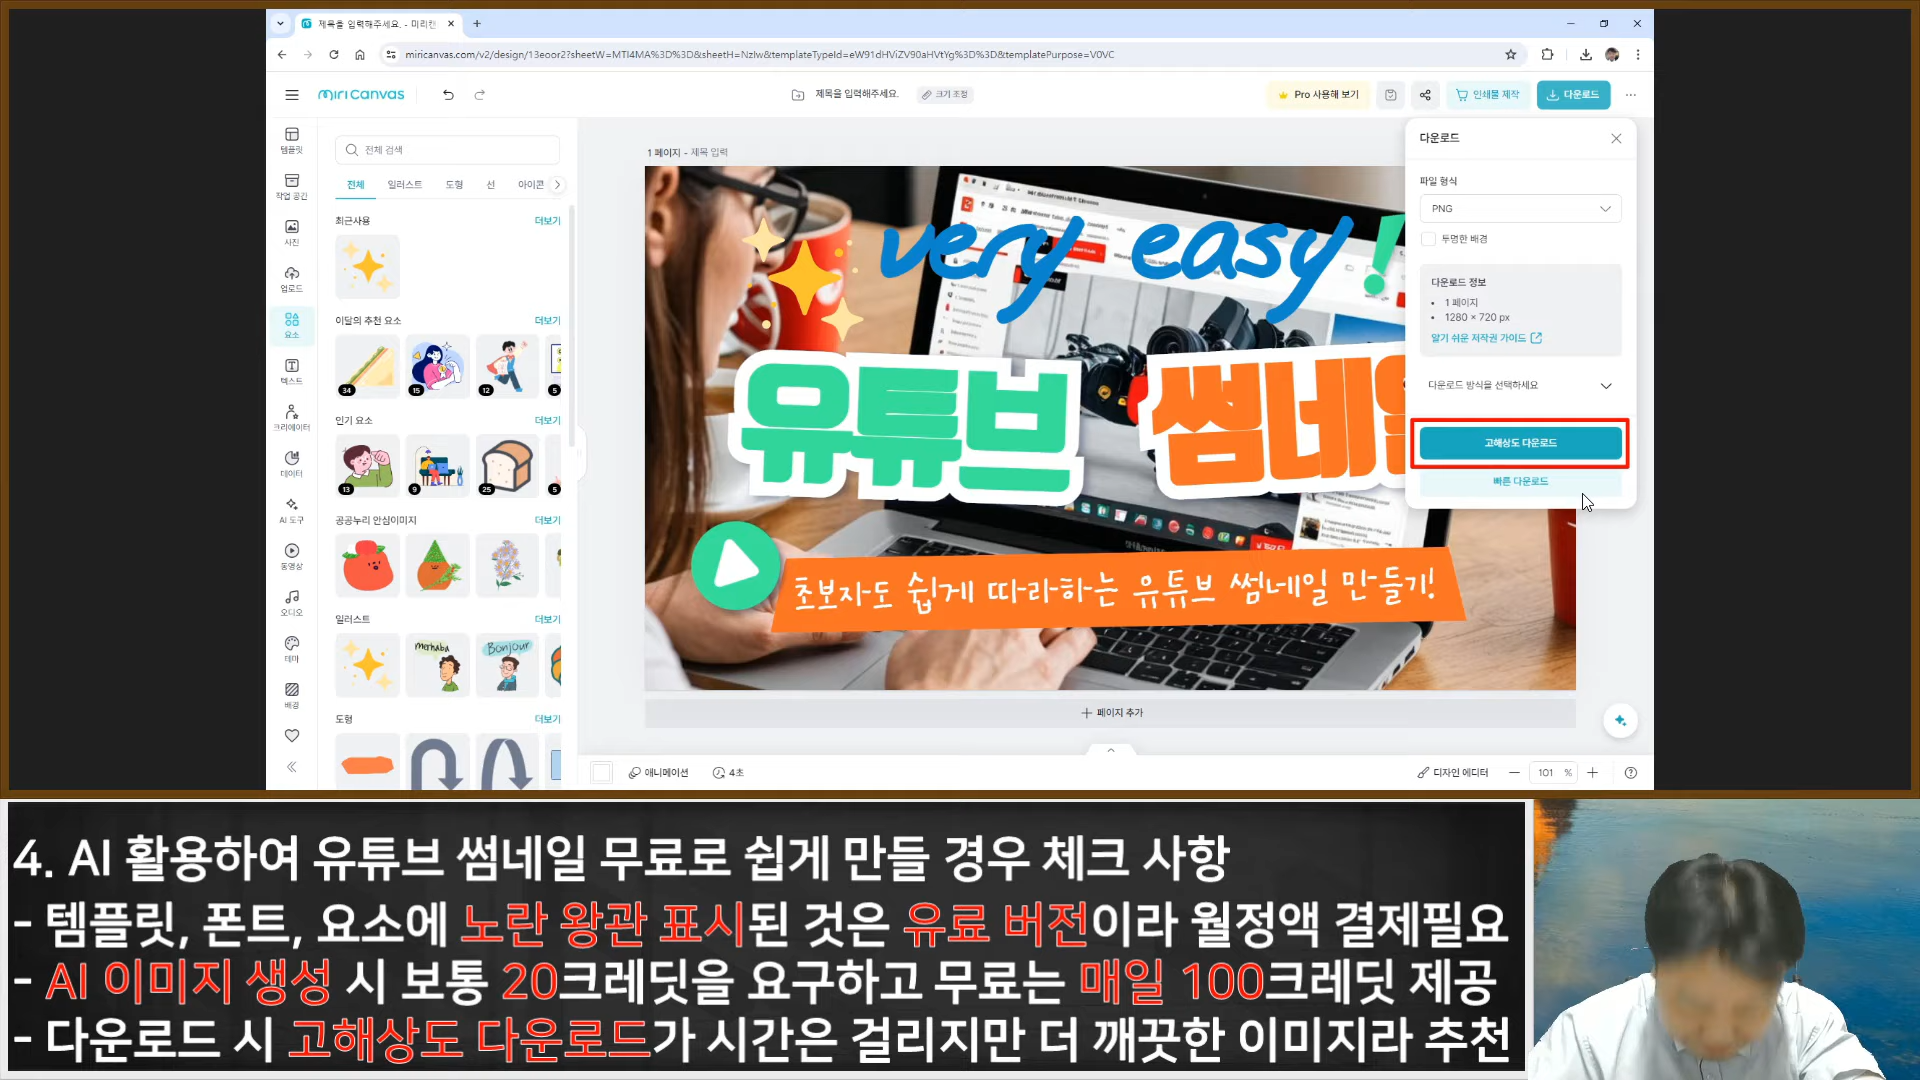 제목을 입력해주세요. - 미리캔
miricanvas.com/v2/design/13eoor2?sheetW=MTI4MA%3D%3D&sheetH=NzIw&templateTypeId=eW91dHViZV90aHVtYg%3D%3D&templatePurpose=V0VC
miri canvas
제목을 입력해주세요.
크기 조정
Pro 사용해 보기
인쇄물 제작
다운로드
템플릿
작업 공간
사진
업로드
요소
텍스트
크리에이터
데이터
AI 도구
동영상
오디오
테마
배경
전체 검색
전체 일러스트 도형 선 아이콘
최근사용 더보기
이달의 추천 요소 더보기
34 15 12 5
인기 요소 더보기
13 9 25 5
공공누리 안심이미지 더보기
일러스트 더보기
merhaba Bonjour
도형 더보기
1 페이지 - 제목 입력
very easy!
유튜브 썸네일
초보자도 쉽게 따라하는 유튜브 썸네일 만들기!
페이지 추가
다운로드
파일 형식
PNG
투명한 배경
다운로드 정보
• 1 페이지
• 1280 × 720 px
알기 쉬운 저작권 가이드
다운로드 방식을 선택하세요
고해상도 다운로드
빠른 다운로드
애니메이션 4초
디자인 에디터 101 %
4. AI 활용하여 유튜브 썸네일 무료로 쉽게 만들 경우 체크 사항
- 템플릿, 폰트, 요소에 노란 왕관 표시된 것은 유료 버전이라 월정액 결제필요
- AI 이미지 생성 시 보통 20크레딧을 요구하고 무료는 매일 100크레딧 제공
- 다운로드 시 고해상도 다운로드가 시간은 걸리지만 더 깨끗한 이미지라 추천